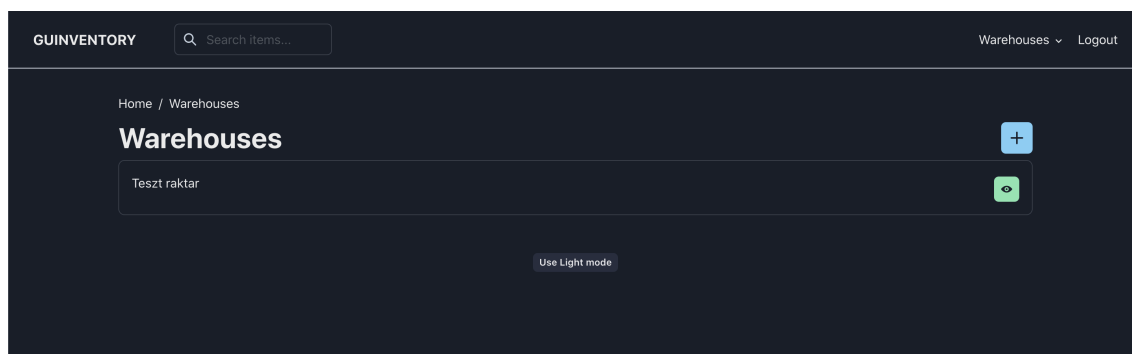 GUINVENTORY Search items... Warehouses Logout
Home / Warehouses
Warehouses
Teszt raktar
Use Light mode